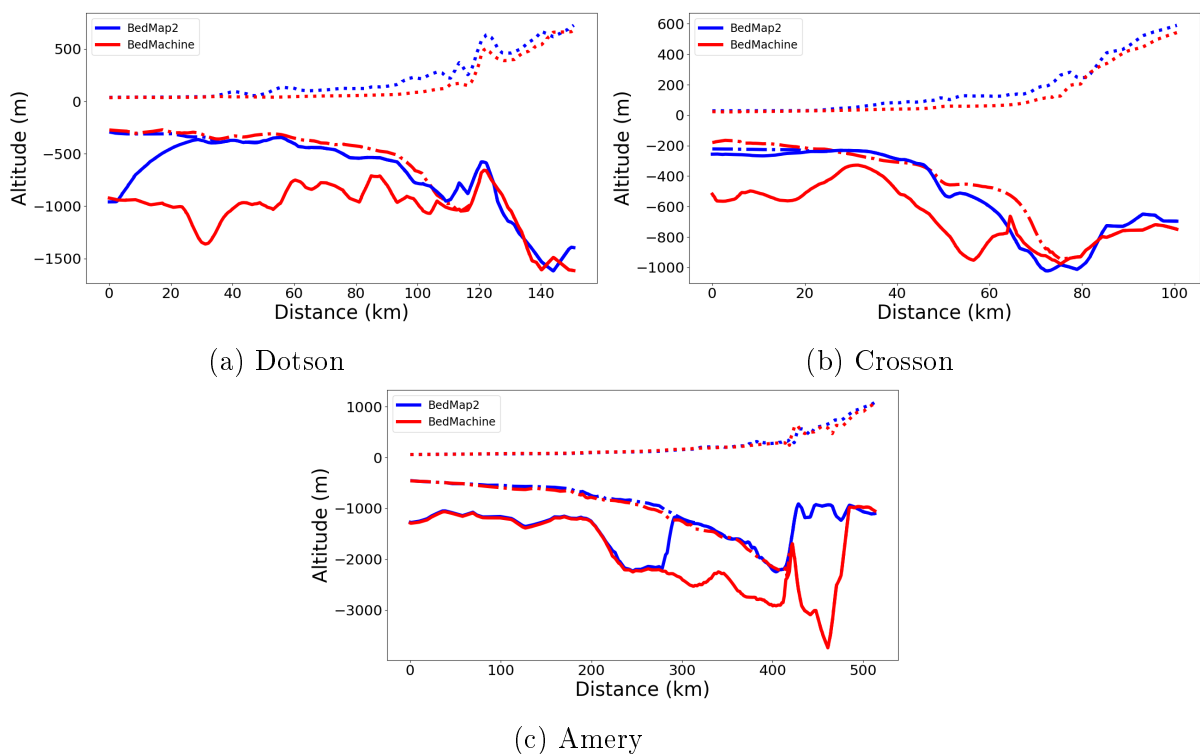 BedMap2
BedMachine
500
0
−500
−1000
−1500
Altitude (m)
0 20 40 60 80 100 120 140
Distance (km)
(a) Dotson
BedMap2
BedMachine
600
400
200
0
−200
−400
−600
−800
−1000
Altitude (m)
0 20 40 60 80 100
Distance (km)
(b) Crosson
BedMap2
BedMachine
1000
0
−1000
−2000
−3000
Altitude (m)
0 100 200 300 400 500
Distance (km)
(c) Amery